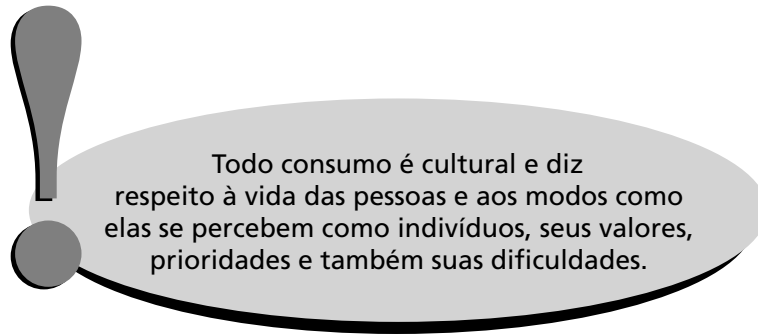 Todo consumo é cultural e diz
respeito à vida das pessoas e aos modos como
elas se percebem como indivíduos, seus valores,
prioridades e também suas dificuldades.